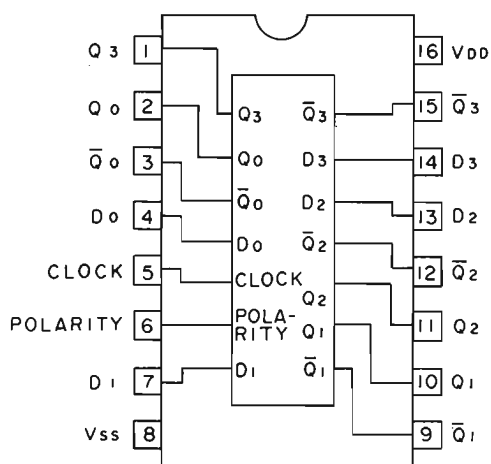 Q3 1 16 VDD
Q3 Q̅3 15 Q̅3
Q0 2
Q0 D3 14 D3
Q̅0 3
Q̅0 D2 13 D2
D0 4
D0 Q̅2 12 Q̅2
CLOCK 5 CLOCK
Q2 11 Q2
POLARITY 6 POLA-
RITY Q1 10 Q1
D1 7 D1 Q̅1
VSS 8 9 Q̅1